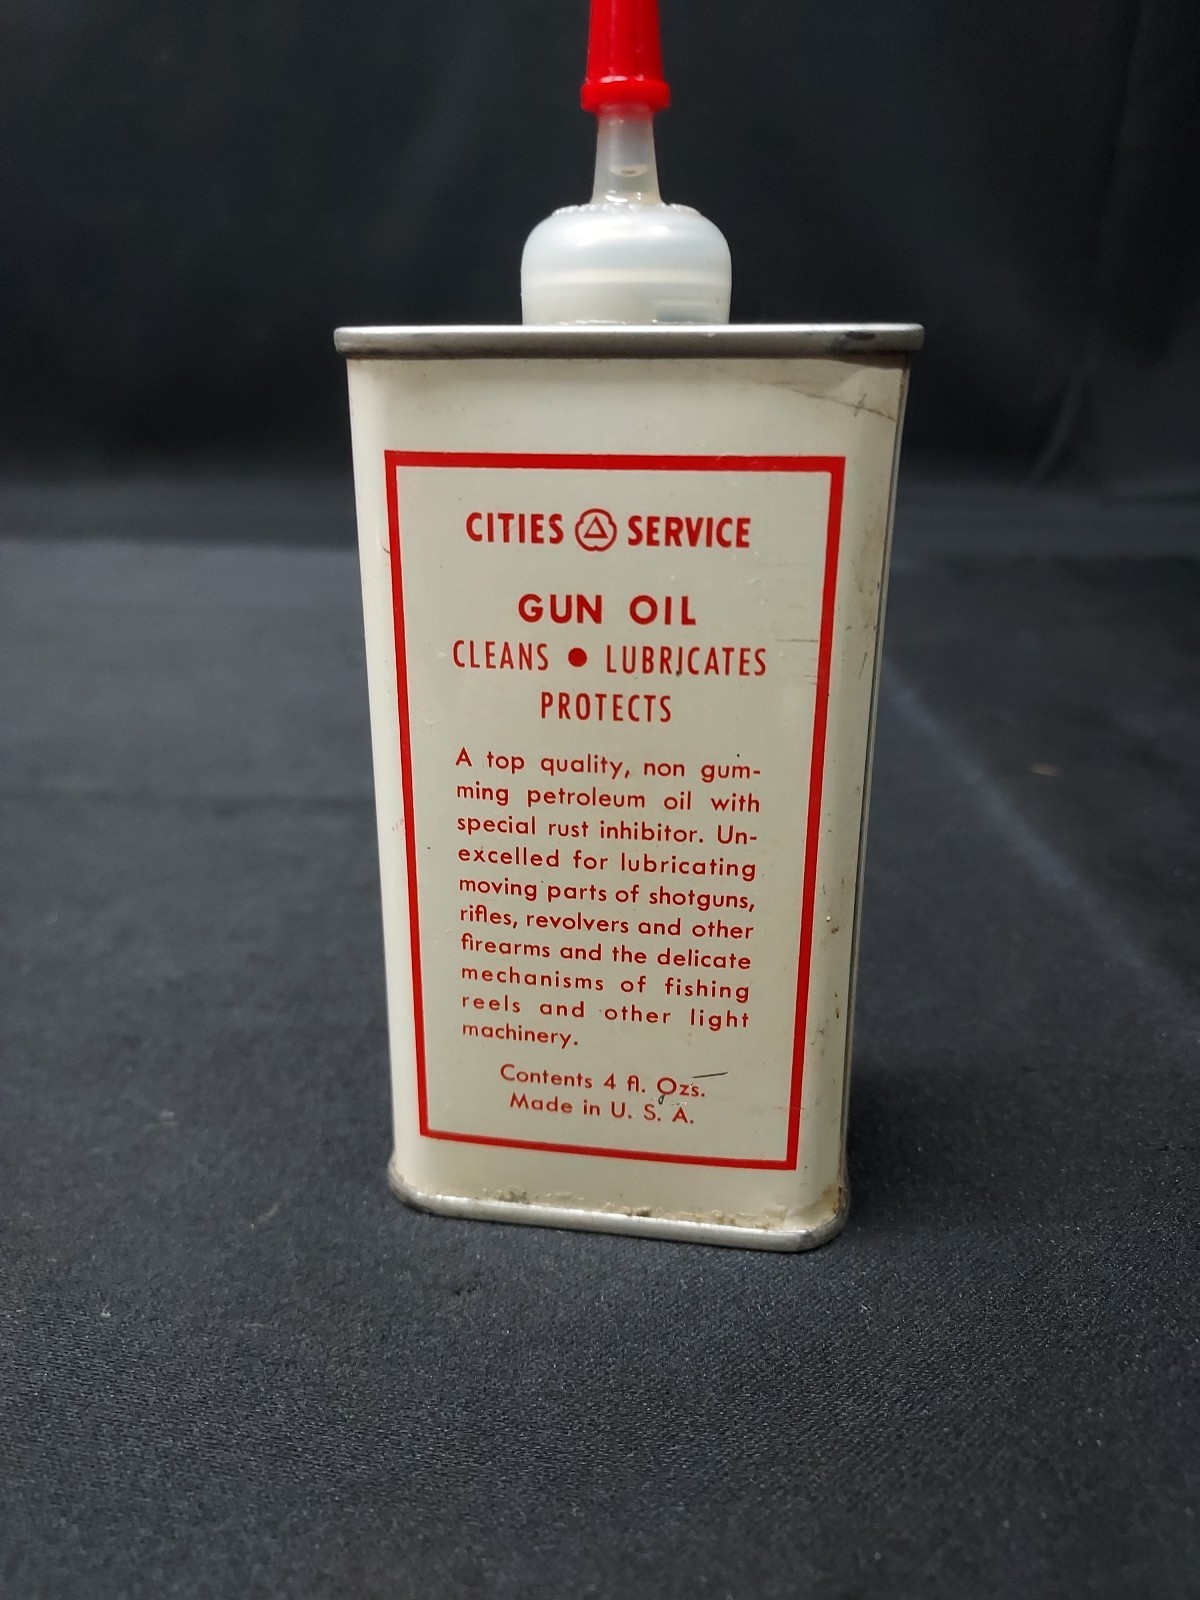 CITIES SERVICE
GUN OIL
CLEANS ● LUBRICATES
PROTECTS
A top quality, non gum-
ming petroleum oil with
special rust inhibitor. Un-
excelled for lubricating
moving parts of shotguns,
rifles, revolvers and other
firearms and the delicate
mechanisms of fishing
reels and other light
machinery.
Contents 4 fl. Ozs.
Made in U. S. A.